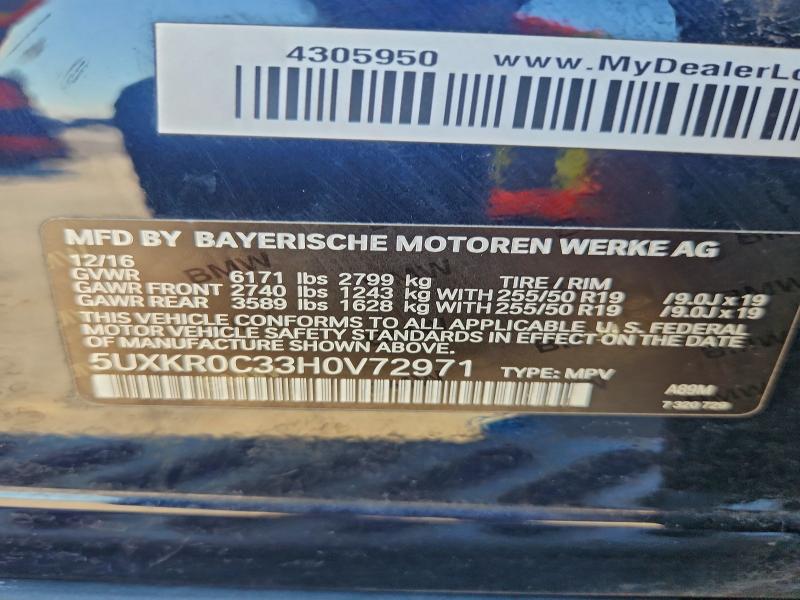 4305950 www.MyDealerLo
MFD BY BAYERISCHE MOTOREN WERKE AG
12/16
GVWR 6171 lbs 2799 kg TIRE / RIM
GAWR FRONT 2740 lbs 1243 kg WITH 255/50 R19 /9.0J x 19
GAWR REAR 3589 lbs 1628 kg WITH 255/50 R19 /9.0J x 19
THIS VEHICLE CONFORMS TO ALL APPLICABLE U. S. FEDERAL
MOTOR VEHICLE SAFETY STANDARDS IN EFFECT ON THE DATE
OF MANUFACTURE SHOWN ABOVE.
5UXKR0C33H0V72971 TYPE: MPV
A89M
7 320 729